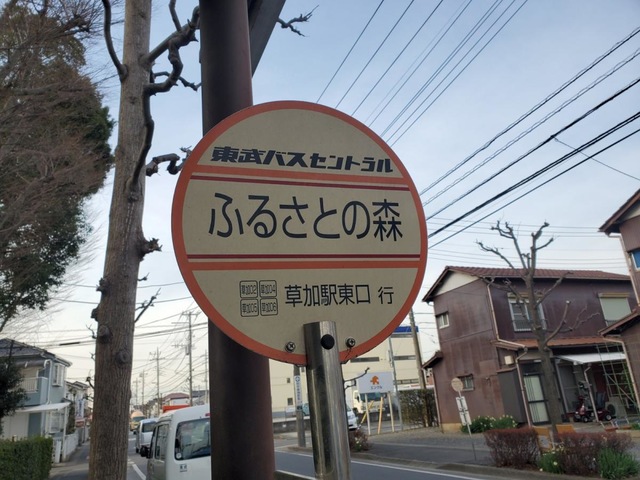 東武バスセントラル
ふるさとの森
草加駅東口 行